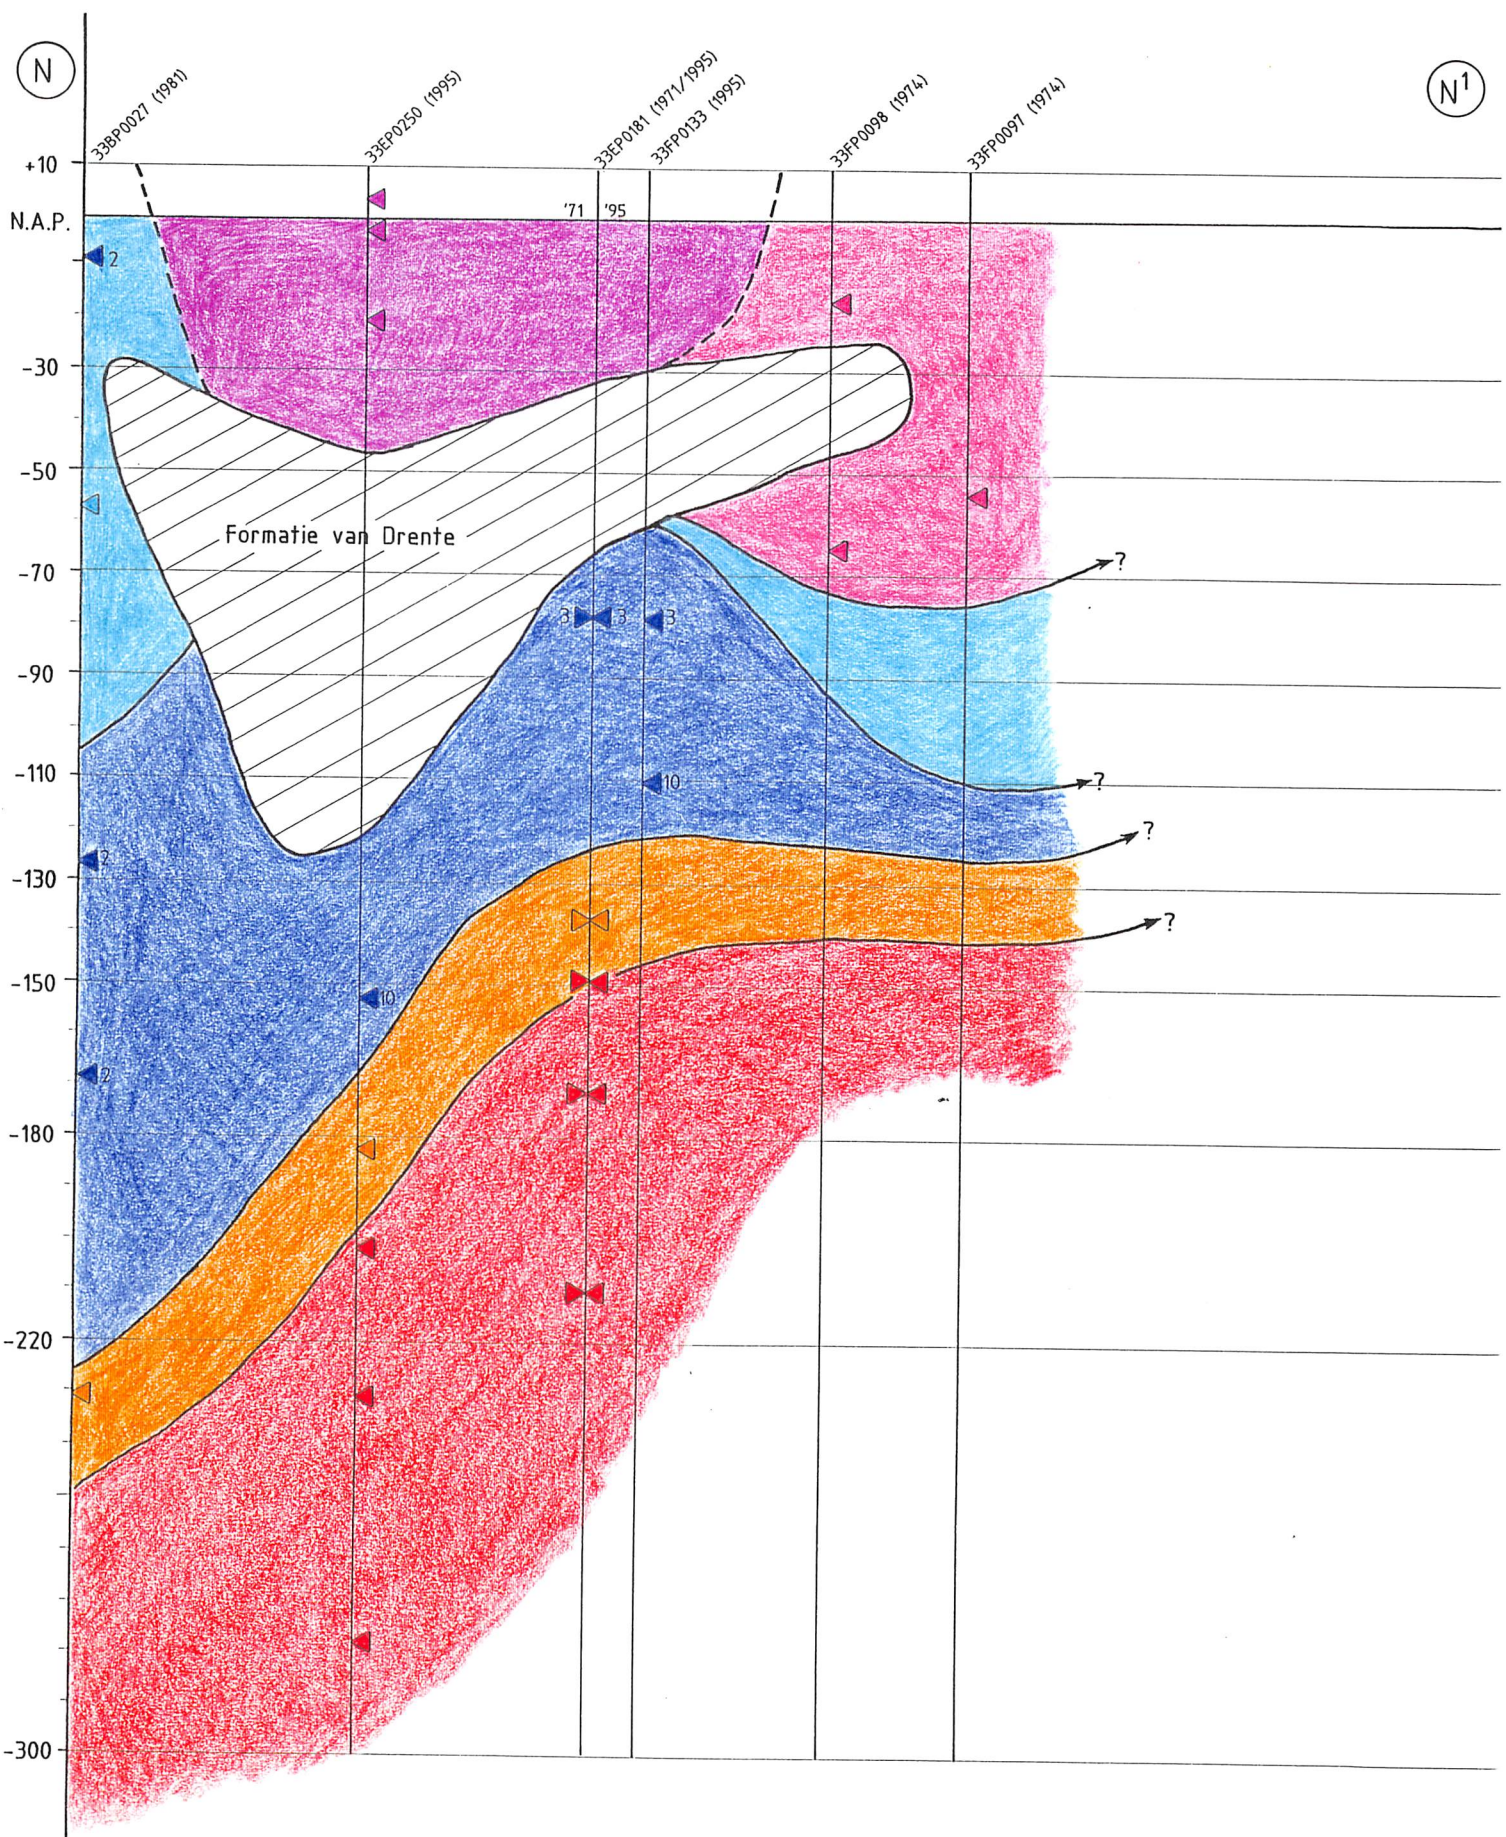 N
N1
33BP0027 (1981)
33EP0250 (1995)
33EP0181 (1971/1995)
33FP0133 (1995)
33FP0098 (1974)
33FP0097 (1974)
+10
'71 '95
N.A.P.
2
-30
-50
Formatie van Drente
?
-70
3 3 3
-90
-110
10
?
?
2
-130
?
-150
10
2
-180
-220
-300